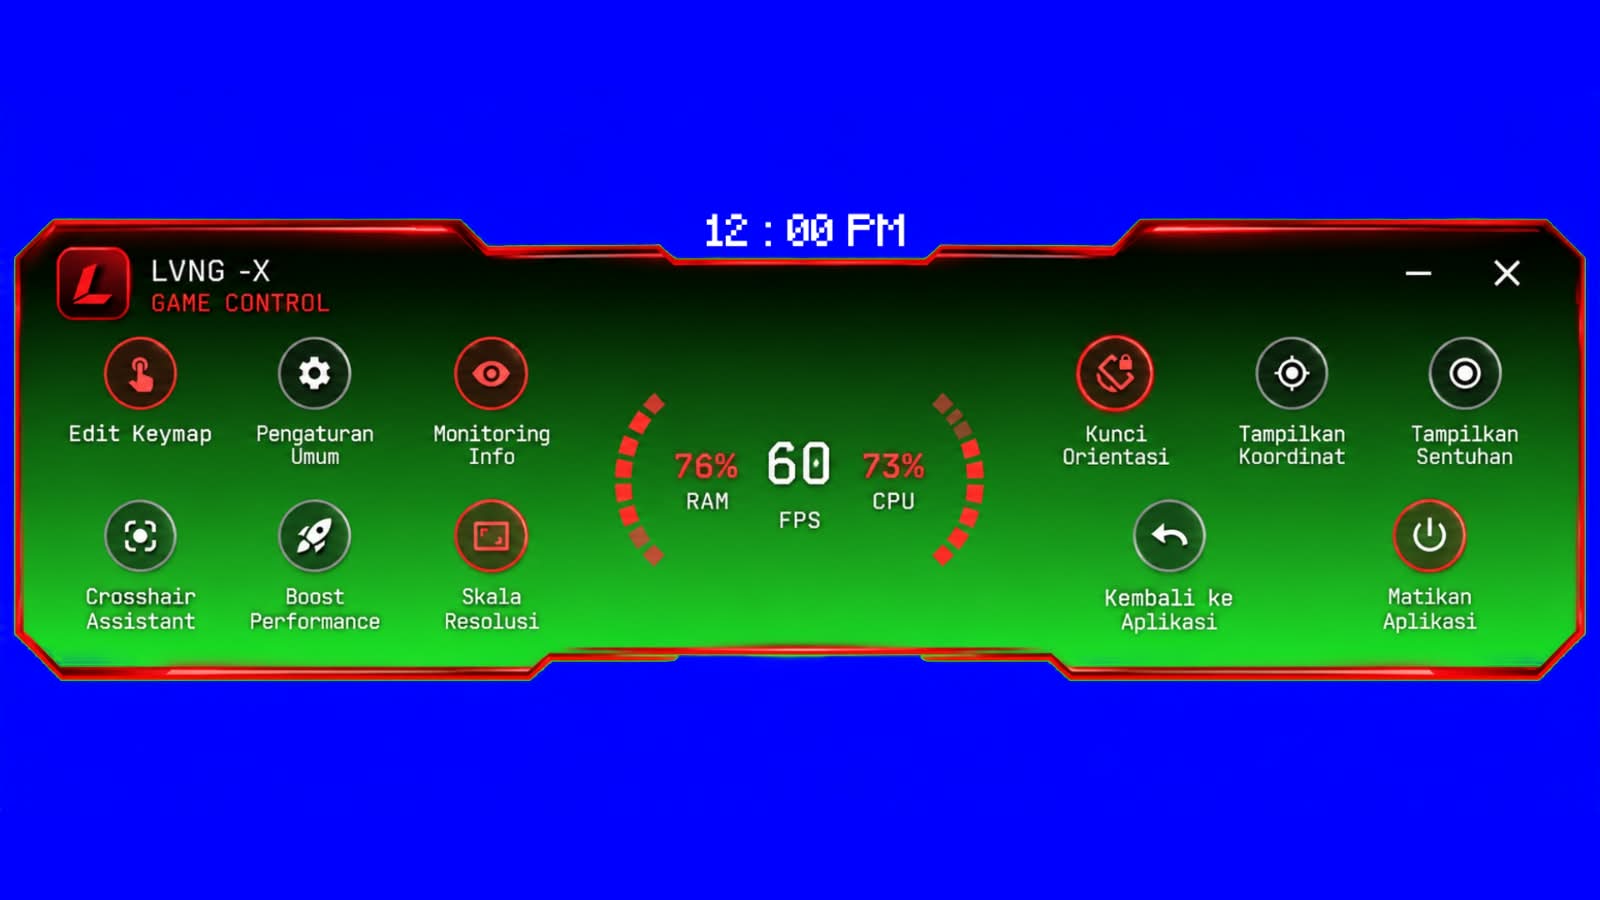 12 : 00 PM
LVNG -X
GAME CONTROL
Edit Keymap
Pengaturan
Umum
Monitoring
Info
Crosshair
Assistant
Boost
Performance
Skala
Resolusi
76%
RAM
60
FPS
73%
CPU
Kunci
Orientasi
Tampilkan
Koordinat
Tampilkan
Sentuhan
Kembali ke
Aplikasi
Matikan
Aplikasi